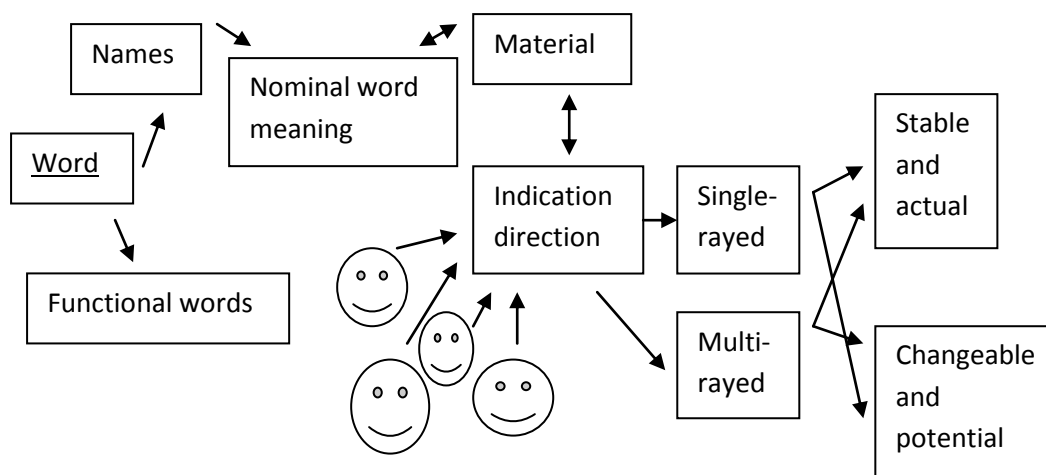 Names
Material
Nominal word
meaning
Word
Functional words
Indication
direction
Single-
rayed
Multi-
rayed
Stable
and
actual
Changeable
and
potential